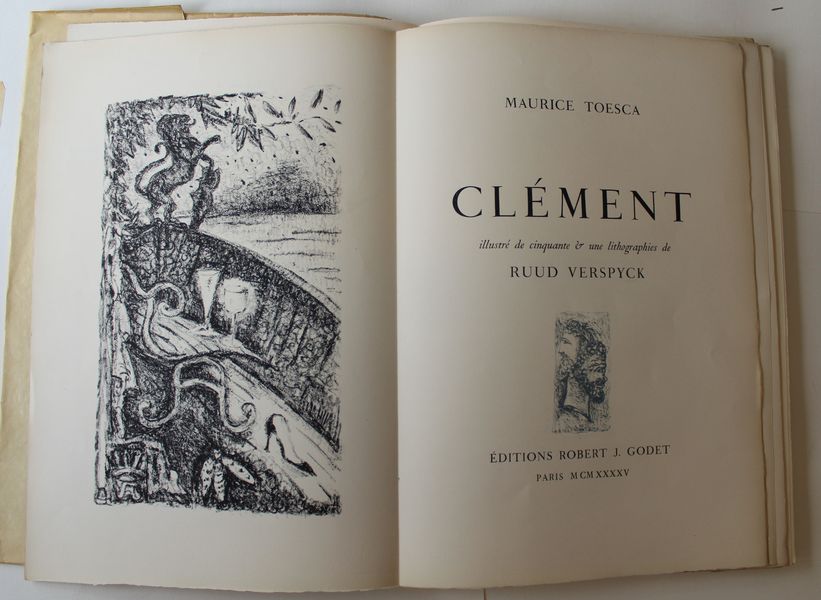 MAURICE TOESCA
CLÉMENT
illustré de cinquante & une lithographies de
RUUD VERSPYCK
ÉDITIONS ROBERT J. GODET
PARIS MCMXXXXV